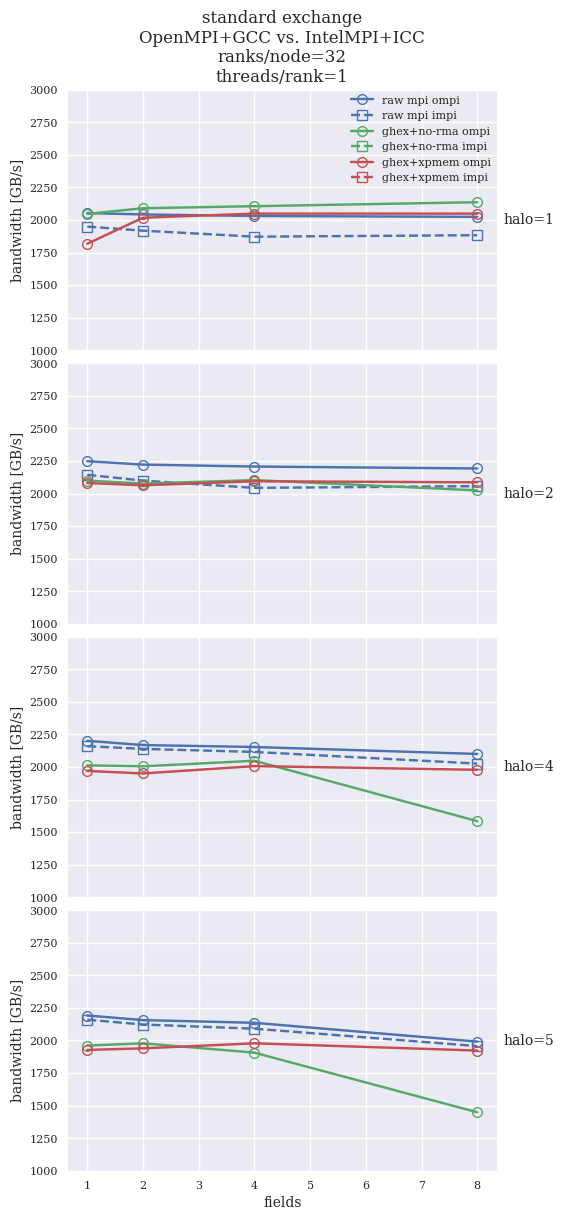 standard exchange
OpenMPI+GCC vs. IntelMPI+ICC
ranks/node=32
threads/rank=1
3000
2750
2500
2250
2000
1750
1500
1250
1000
bandwidth [GB/s]
raw mpi ompi
raw mpi impi
ghex+no-rma ompi
ghex+no-rma impi
ghex+xpmem ompi
ghex+xpmem impi
halo=1
3000
2750
2500
2250
2000
1750
1500
1250
1000
bandwidth [GB/s]
halo=2
3000
2750
2500
2250
2000
1750
1500
1250
1000
bandwidth [GB/s]
halo=4
3000
2750
2500
2250
2000
1750
1500
1250
1000
bandwidth [GB/s]
halo=5
1 2 3 4 5 6 7 8
fields